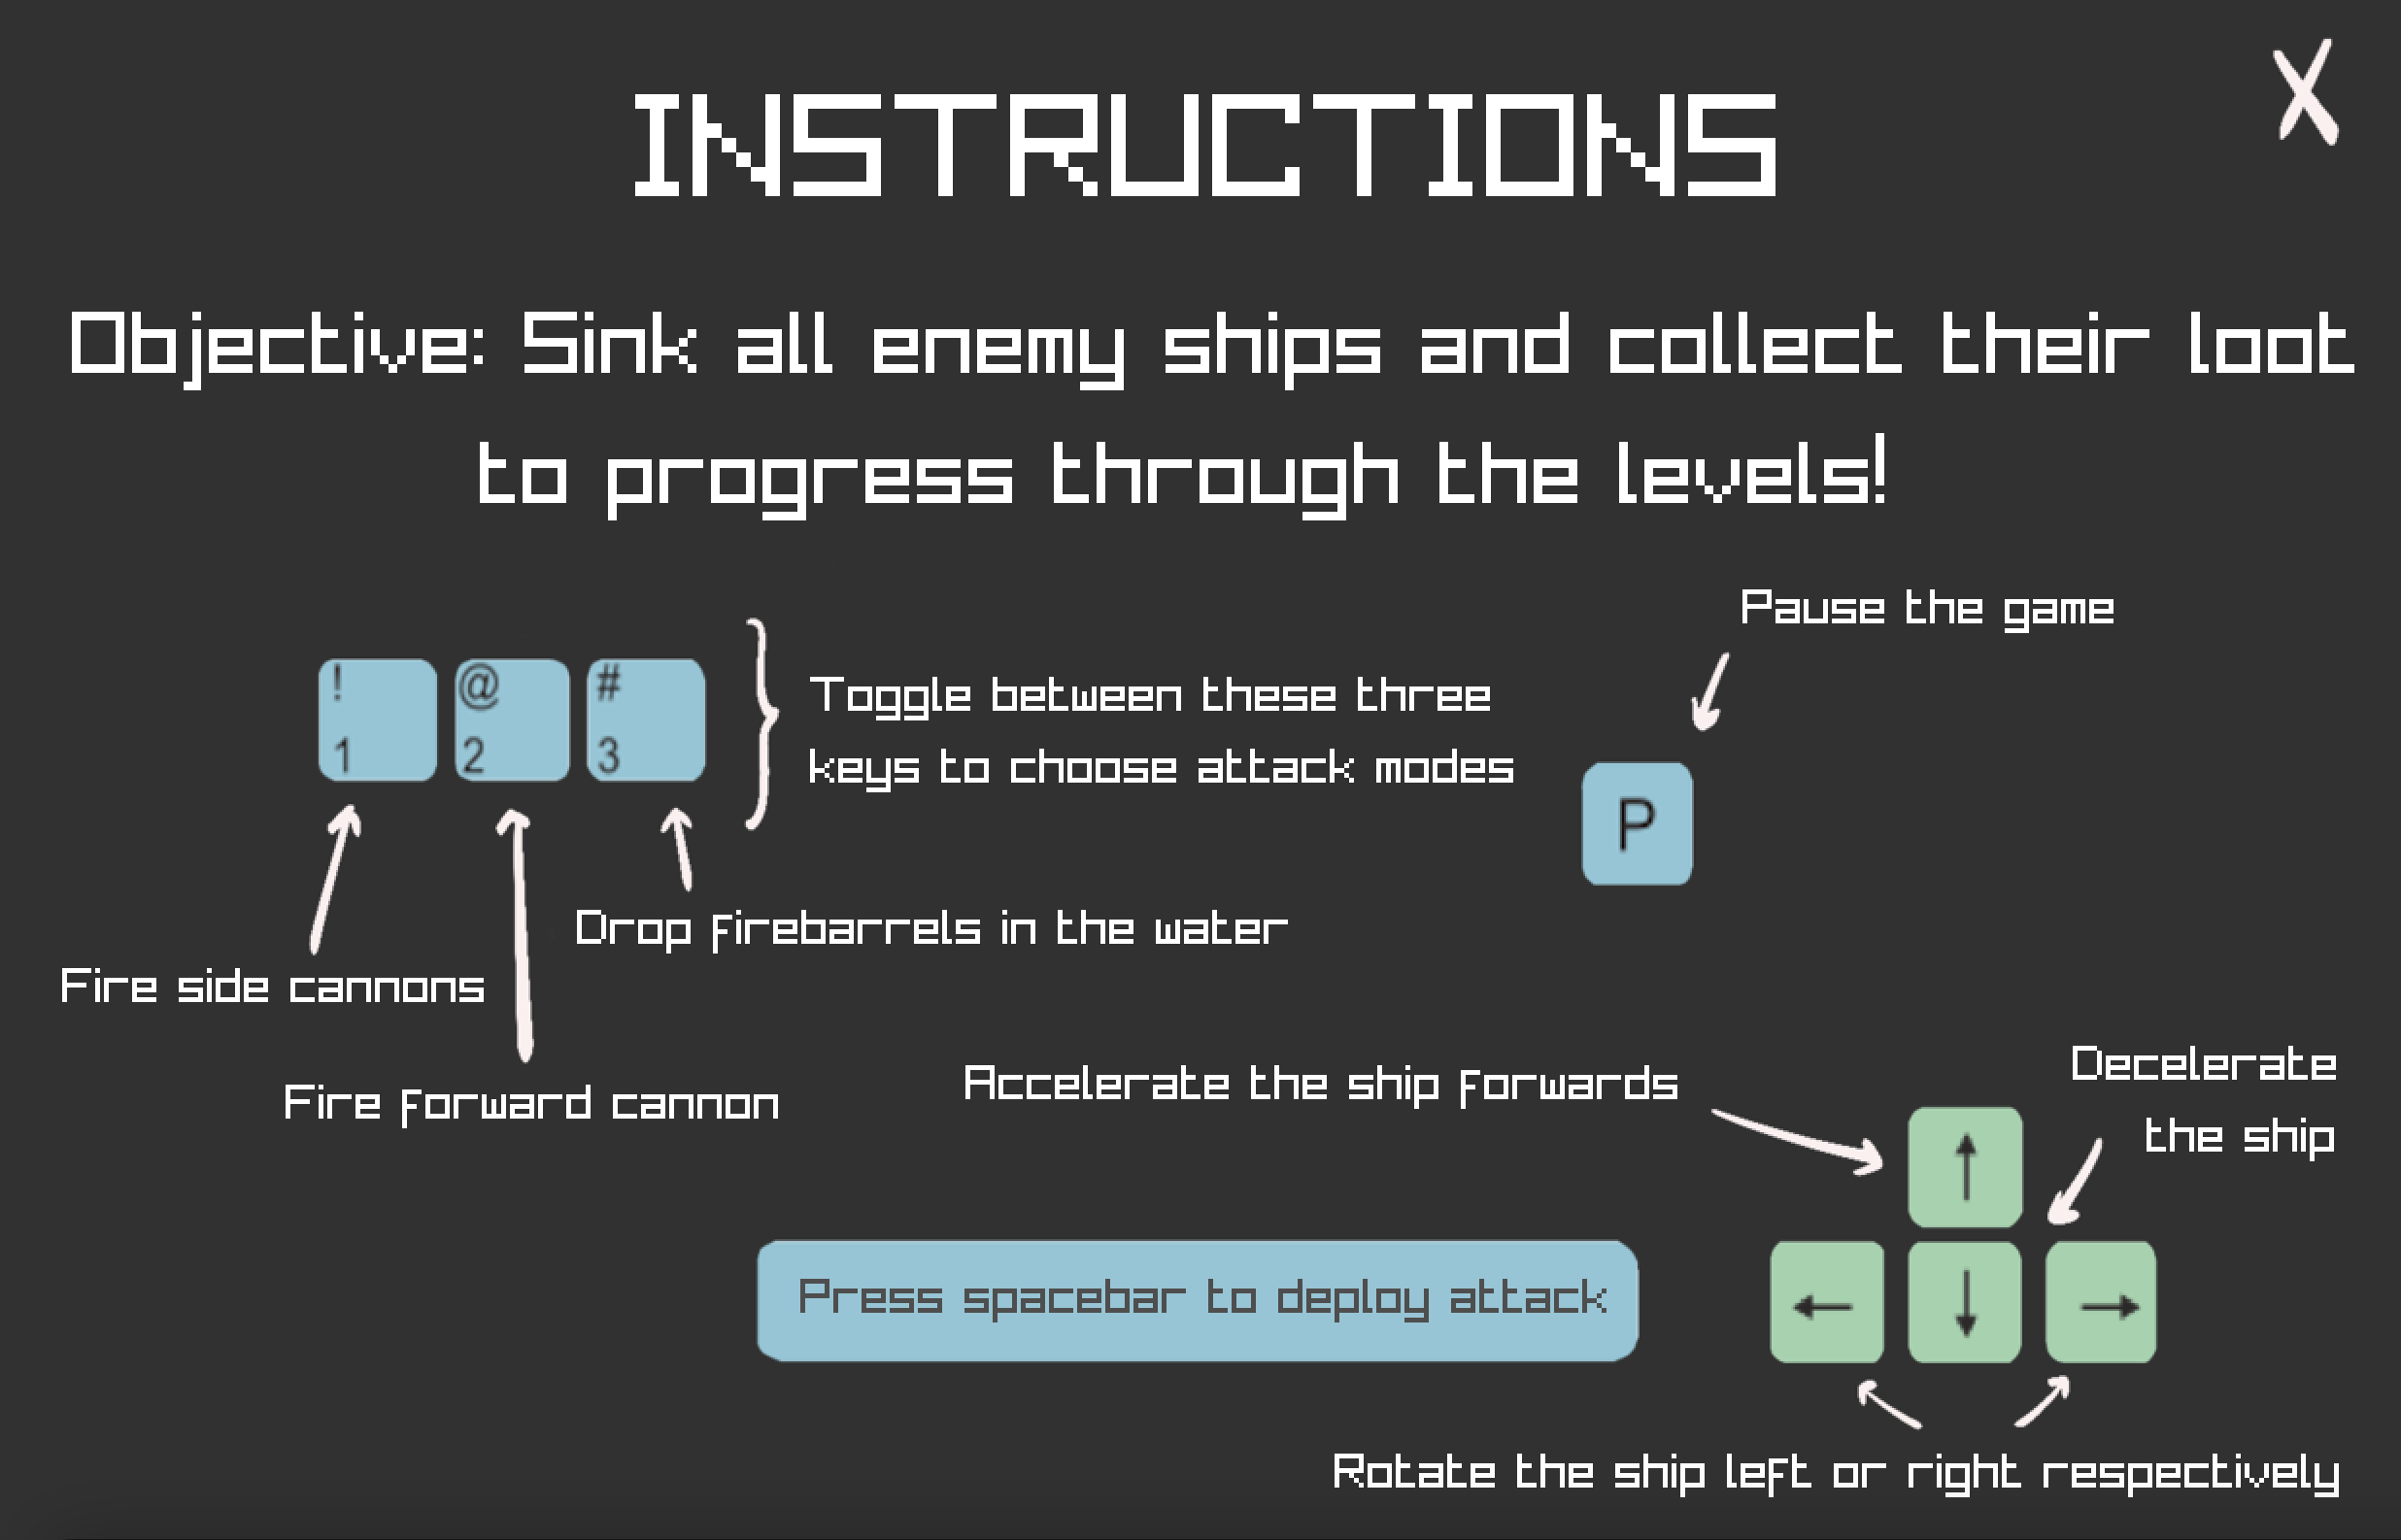 X
INSTRUCTIONS
Objective: Sink all enemy ships and collect their loot
to progress through the levels!
Pause the game
! @ #
1 2 3
Toggle between these three
keys to choose attack modes
P
Drop firebarrels in the water
Fire side cannons
Fire forward cannon
Accelerate the ship forwards
Decelerate
the ship
↑
Press spacebar to deploy attack
← ↓ →
Rotate the ship left or right respectively